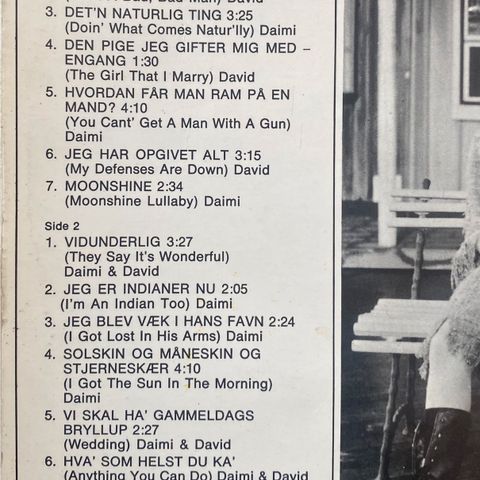 3. DET'N NATURLIG TING 3:25
(Doin' What Comes Natur'lly) Daimi
4. DEN PIGE JEG GIFTER MIG MED –
ENGANG 1:30
(The Girl That I Marry) David
5. HVORDAN FÅR MAN RAM PÅ EN
MAND? 4:10
(You Cant' Get A Man With A Gun)
Daimi
6. JEG HAR OPGIVET ALT 3:15
(My Defenses Are Down) David
7. MOONSHINE 2:34
(Moonshine Lullaby) Daimi
Side 2
1. VIDUNDERLIG 3:27
(They Say It's Wonderful)
Daimi & David
2. JEG ER INDIANER NU 2:05
(I'm An Indian Too) Daimi
3. JEG BLEV VÆK I HANS FAVN 2:24
(I Got Lost In His Arms) Daimi
4. SOLSKIN OG MÅNESKIN OG
STJERNESKÆR 4:10
(I Got The Sun In The Morning)
Daimi
5. VI SKAL HA' GAMMELDAGS
BRYLLUP 2:27
(Wedding) Daimi & David
6. HVA' SOM HELST DU KA'
(Anything You Can Do) Daimi & David